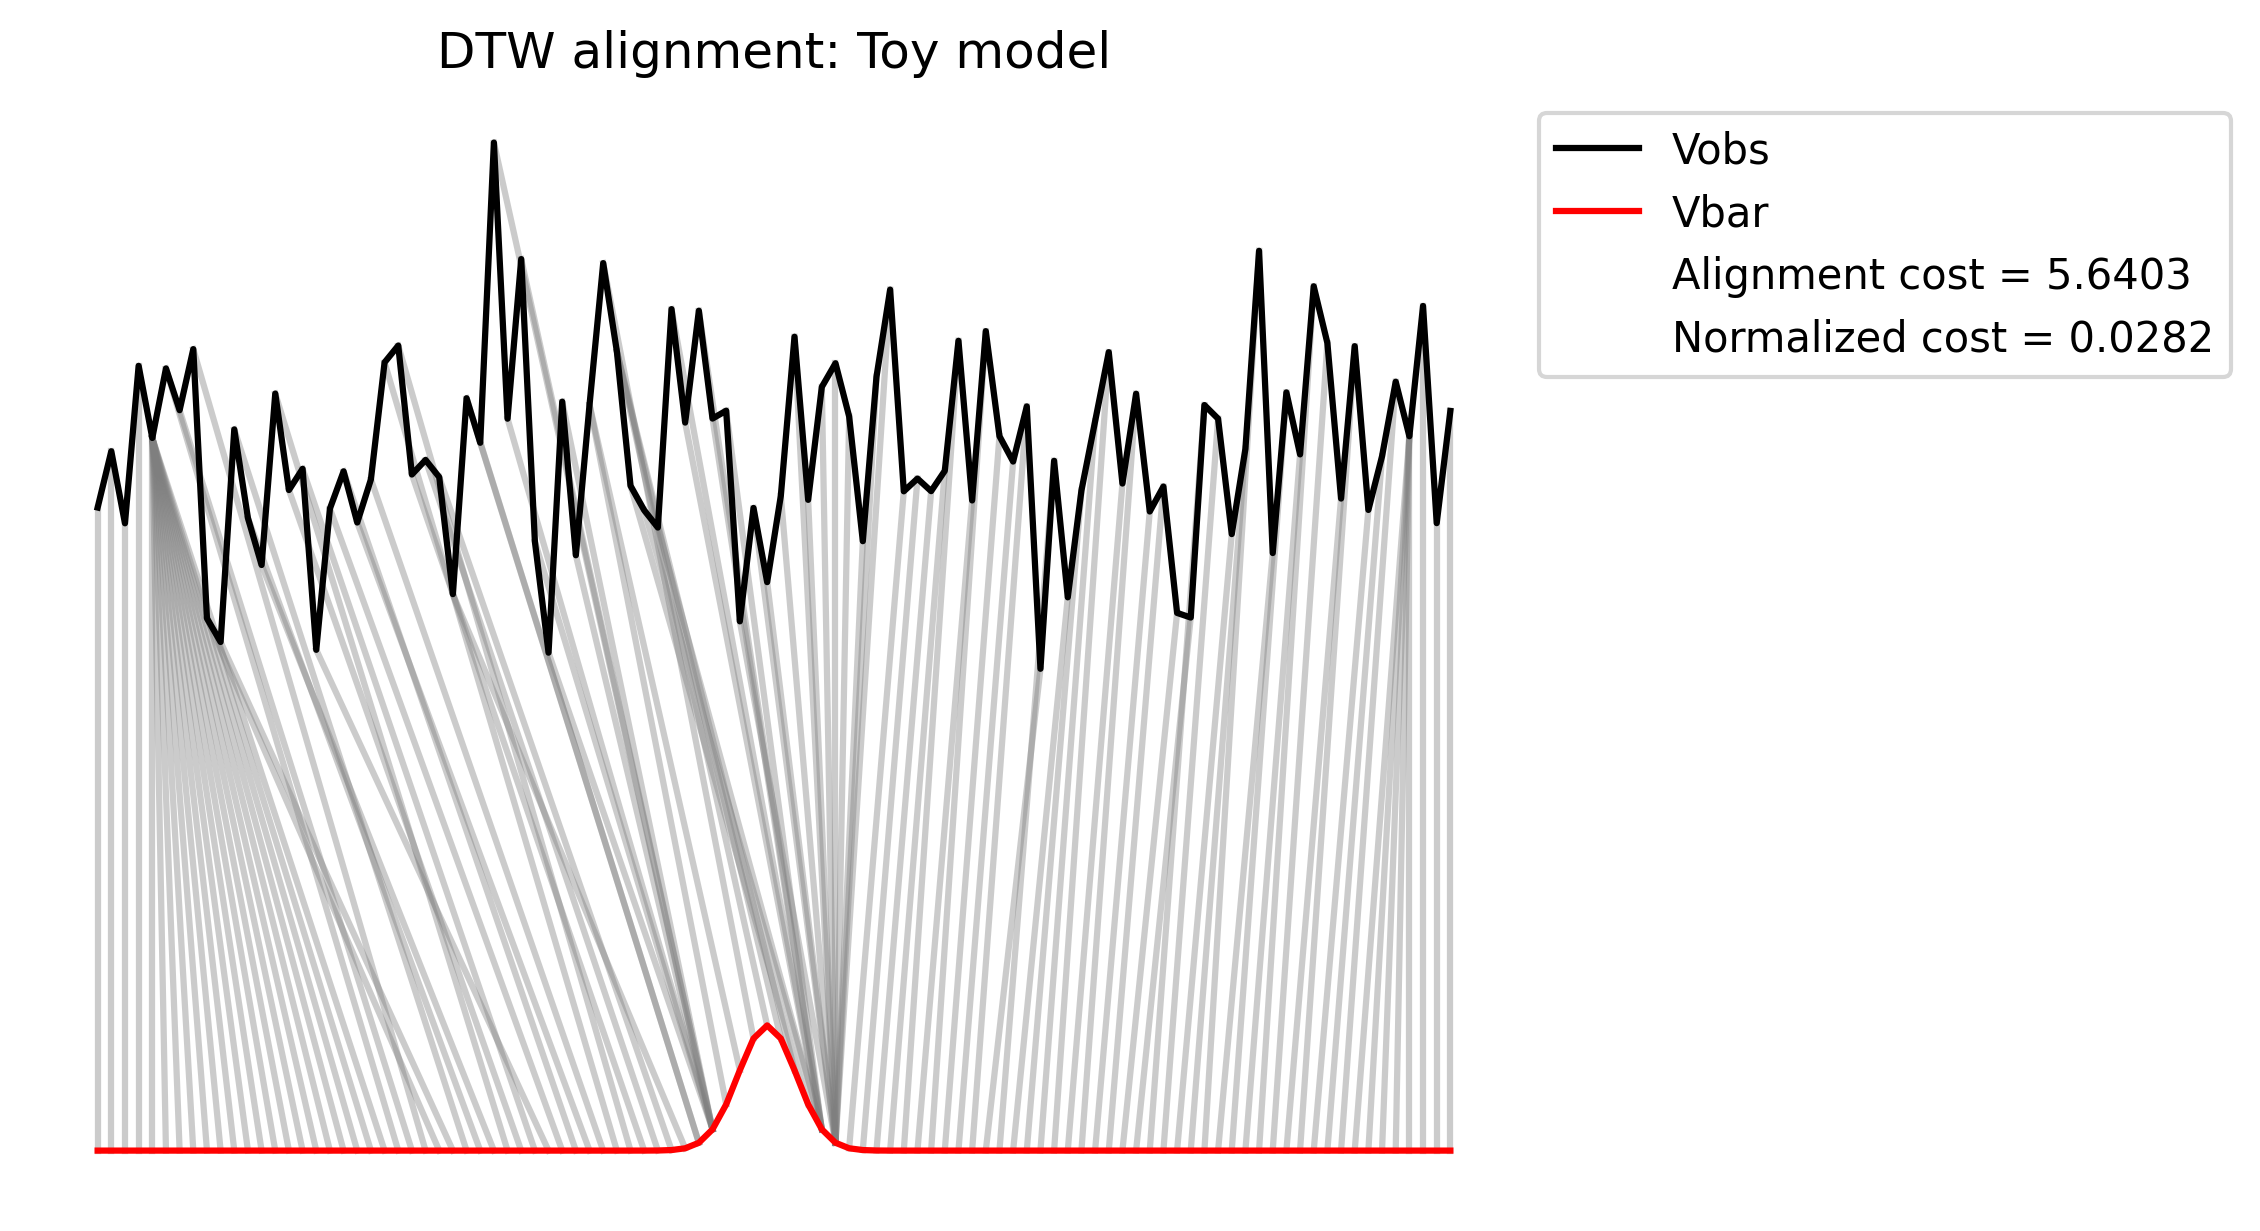 DTW alignment: Toy model
Vobs
Vbar
Alignment cost = 5.6403
Normalized cost = 0.0282